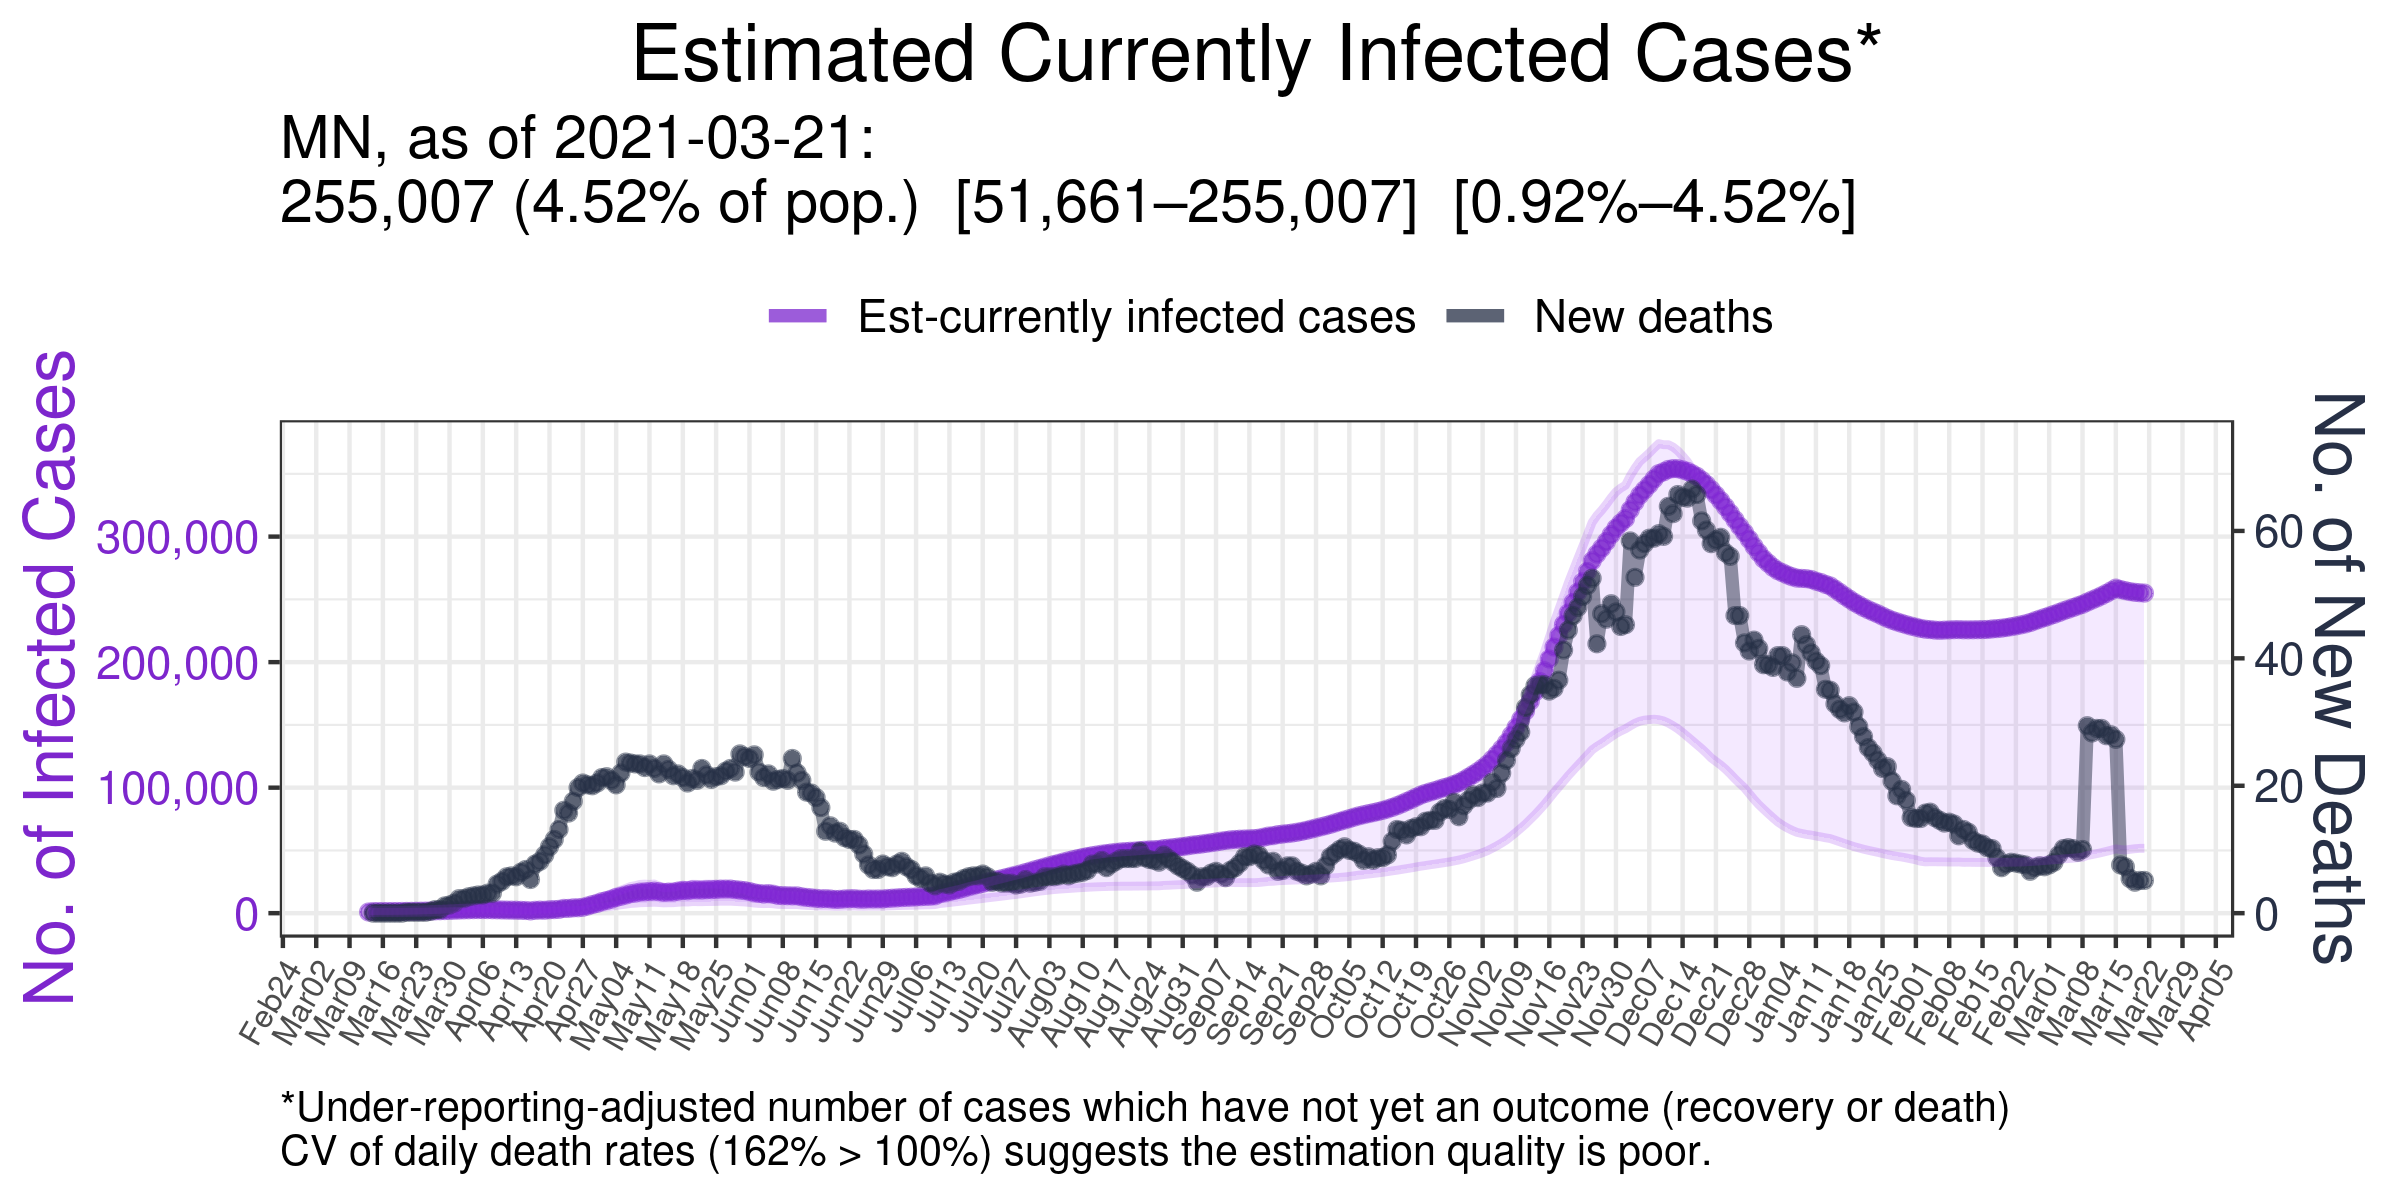 Estimated Currently Infected Cases*
MN, as of 2021-03-21:
255,007 (4.52% of pop.) [51,661–255,007] [0.92%–4.52%]
Est-currently infected cases
New deaths
No. of Infected Cases
300,000
200,000
100,000
0
60
40
20
0
No. of New Deaths
Feb24
Mar02
Mar09
Mar16
Mar23
Mar30
Apr06
Apr13
Apr20
Apr27
May04
May11
May18
May25
Jun01
Jun08
Jun15
Jun22
Jun29
Jul06
Jul13
Jul20
Jul27
Aug03
Aug10
Aug17
Aug24
Aug31
Sep07
Sep14
Sep21
Sep28
Oct05
Oct12
Oct19
Oct26
Nov02
Nov09
Nov16
Nov23
Nov30
Dec07
Dec14
Dec21
Dec28
Jan04
Jan11
Jan18
Jan25
Feb01
Feb08
Feb15
Feb22
Mar01
Mar08
Mar15
Mar22
Mar29
Apr05
*Under-reporting-adjusted number of cases which have not yet an outcome (recovery or death)
CV of daily death rates (162% > 100%) suggests the estimation quality is poor.